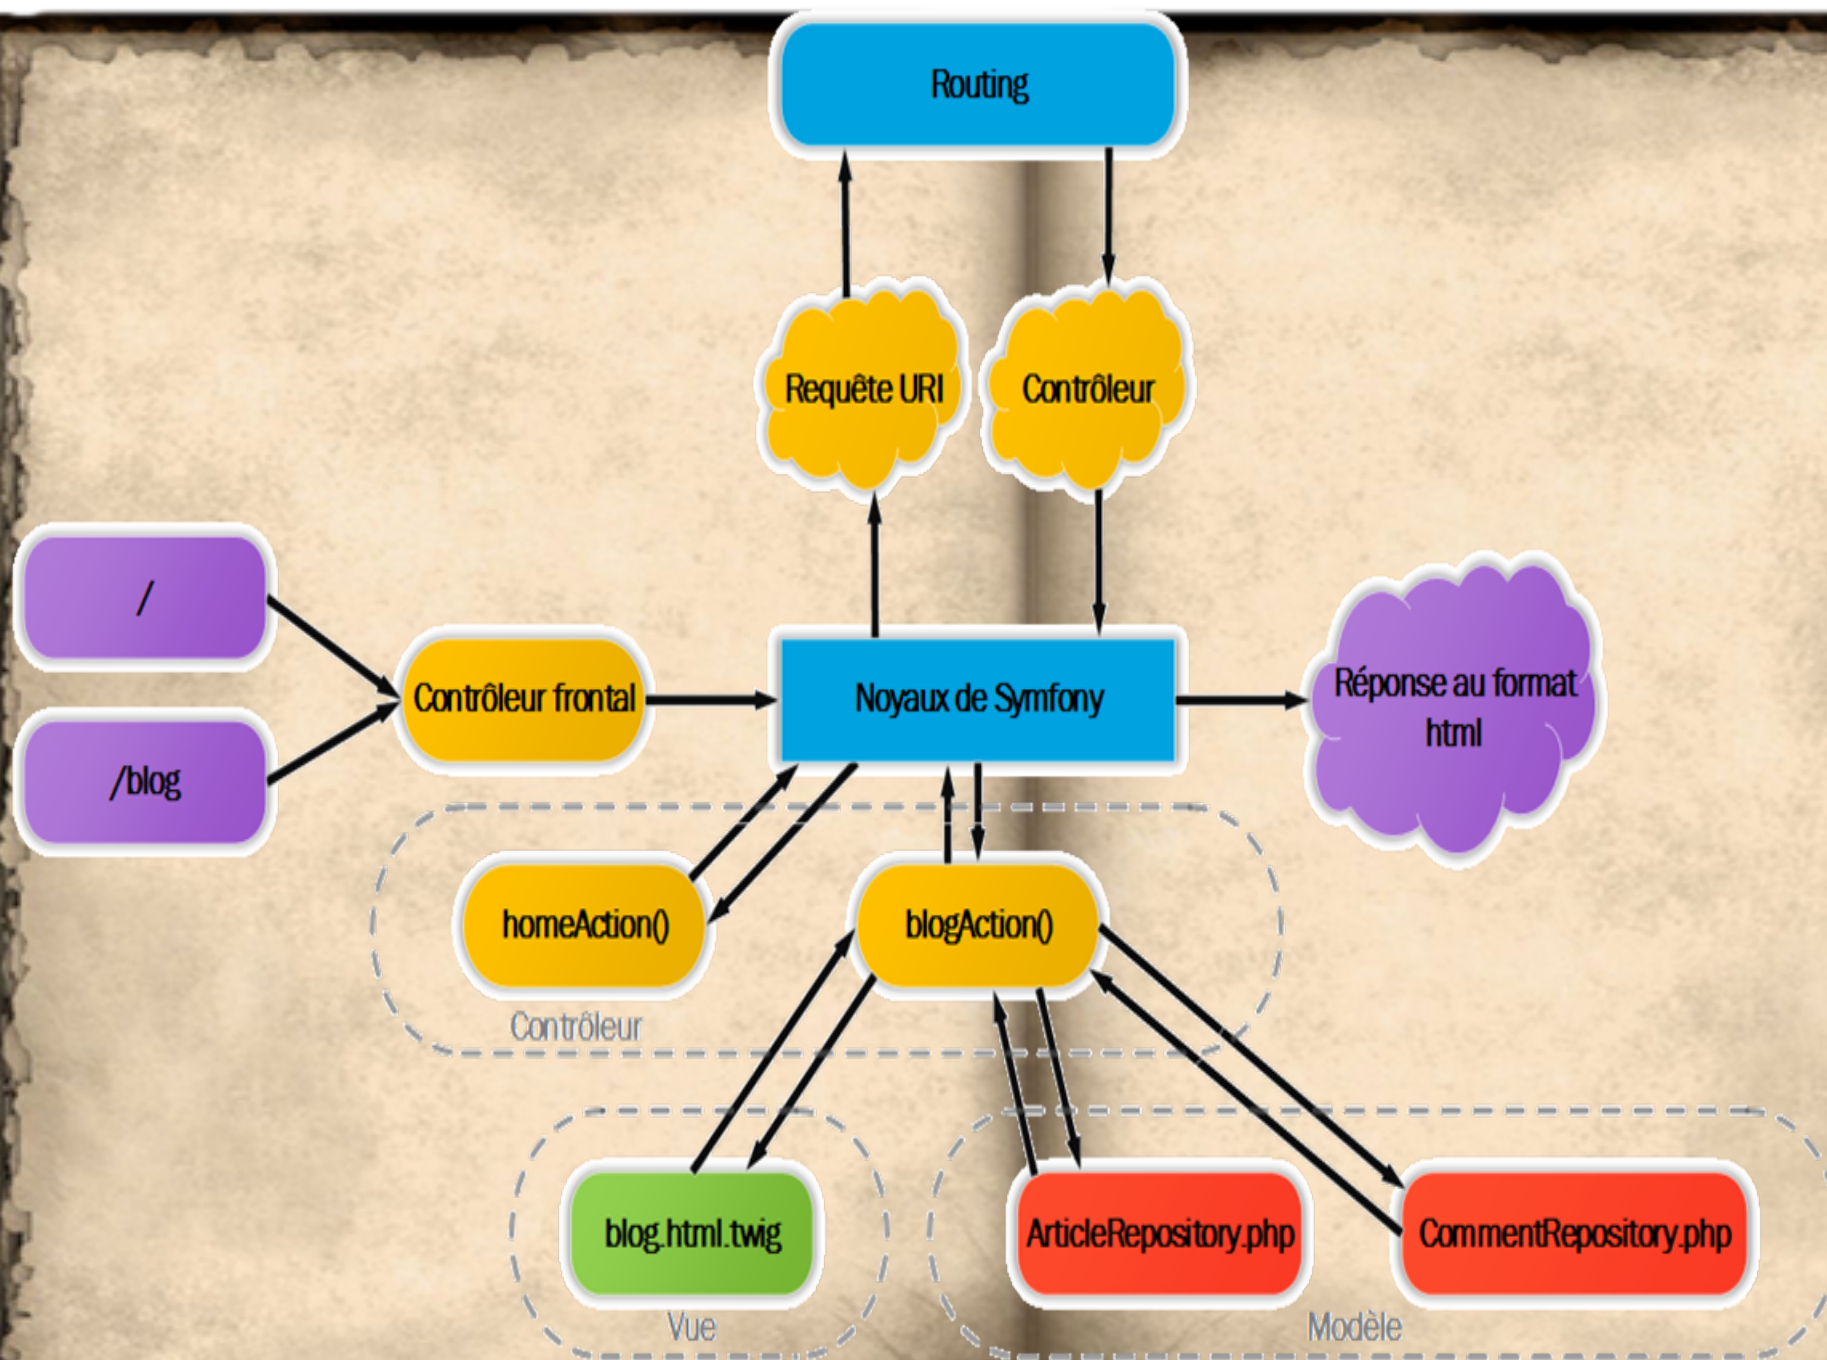 Routing
Requête URI
Contrôleur
/
/blog
Contrôleur frontal
Noyaux de Symfony
Réponse au format
html
homeAction()
blogAction()
Contrôleur
blog.html.twig
ArticleRepository.php
CommentRepository.php
Vue
Modèle